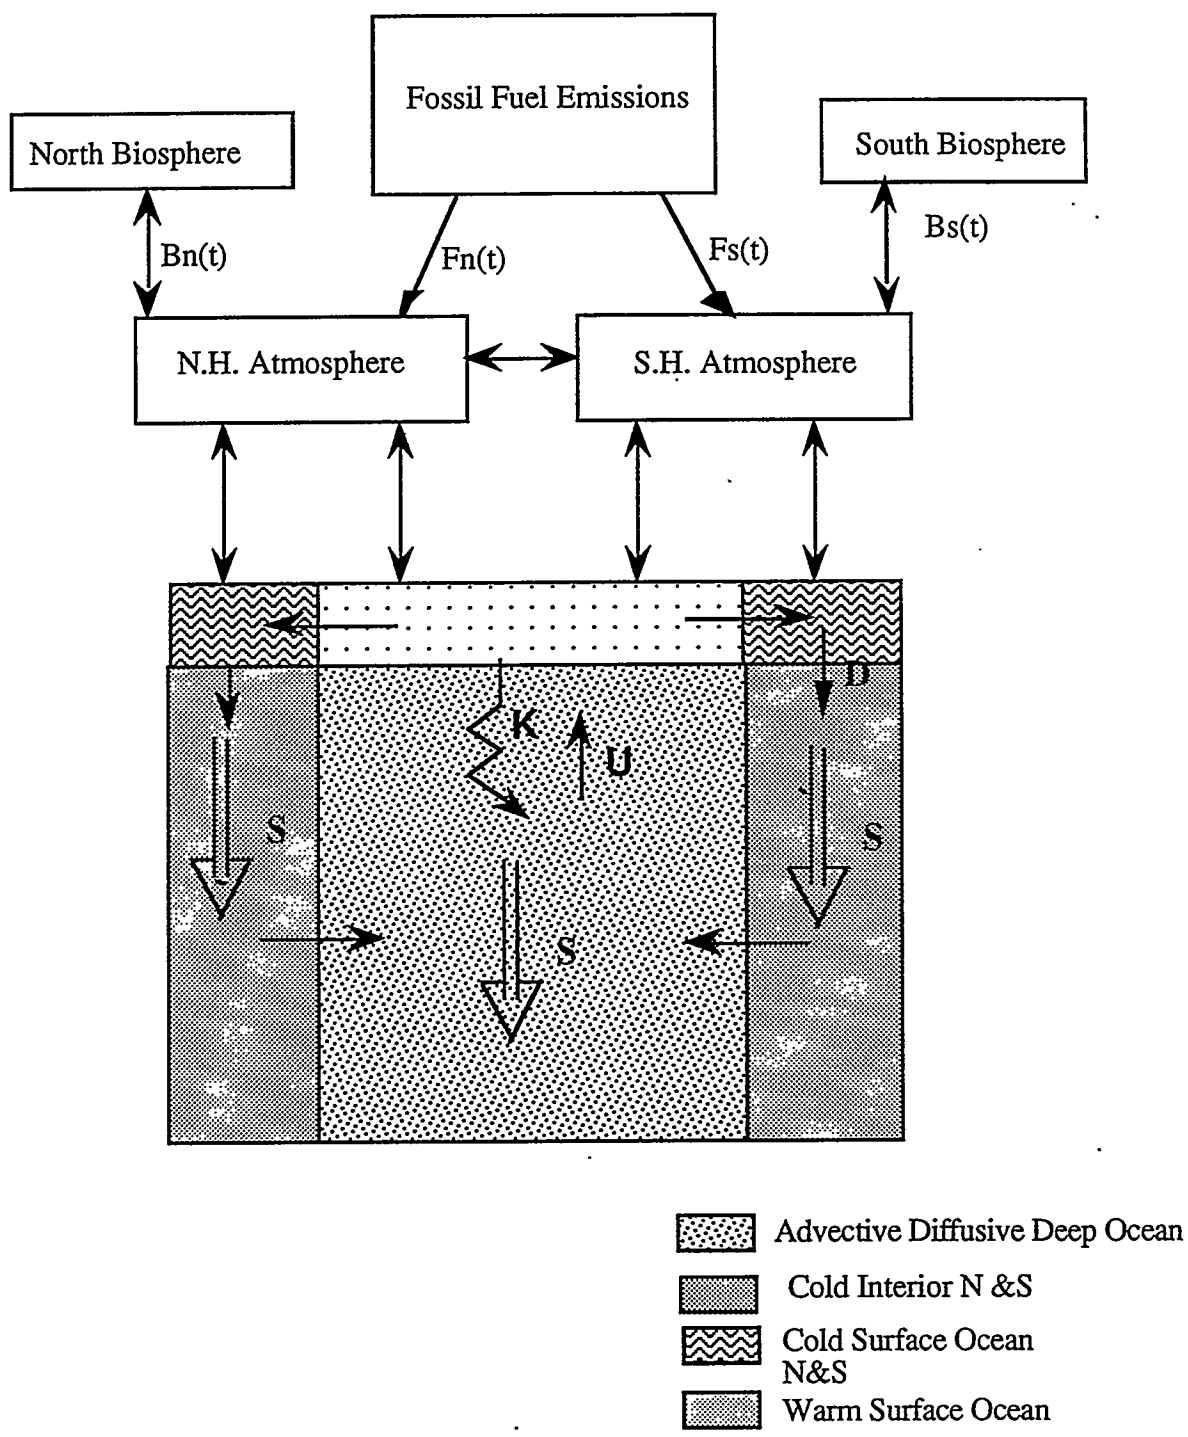 Fossil Fuel Emissions
North Biosphere
South Biosphere
Bn(t)
Fn(t)
Fs(t)
Bs(t)
N.H. Atmosphere
S.H. Atmosphere
D
K
U
S
S
S
Advective Diffusive Deep Ocean
Cold Interior N &S
Cold Surface Ocean
N&S
Warm Surface Ocean